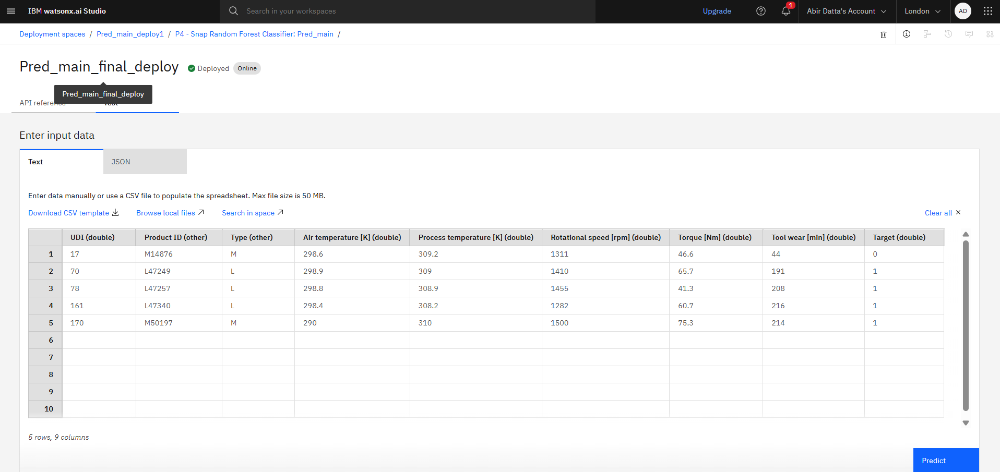 IBM watsonx.ai Studio
Search in your workspaces
Upgrade
1
Abir Datta's Account
London
AD
Deployment spaces / Pred_main_deploy1 / P4 - Snap Random Forest Classifier: Pred_main /
Pred_main_final_deploy
Deployed
Online
Pred_main_final_deploy
API reference
Test
Enter input data
Text
JSON
Enter data manually or use a CSV file to populate the spreadsheet. Max file size is 50 MB.
Download CSV template
Browse local files
Search in space
Clear all
UDI (double) Product ID (other) Type (other) Air temperature [K] (double) Process temperature [K] (double) Rotational speed [rpm] (double) Torque [Nm] (double) Tool wear [min] (double) Target (double)
1 17 M14876 M 298.6 309.2 1311 46.6 44 0
2 70 L47249 L 298.9 309 1410 65.7 191 1
3 78 L47257 L 298.8 308.9 1455 41.3 208 1
4 161 L47340 L 298.4 308.2 1282 60.7 216 1
5 170 M50197 M 290 310 1500 75.3 214 1
6
7
8
9
10
5 rows, 9 columns
Predict